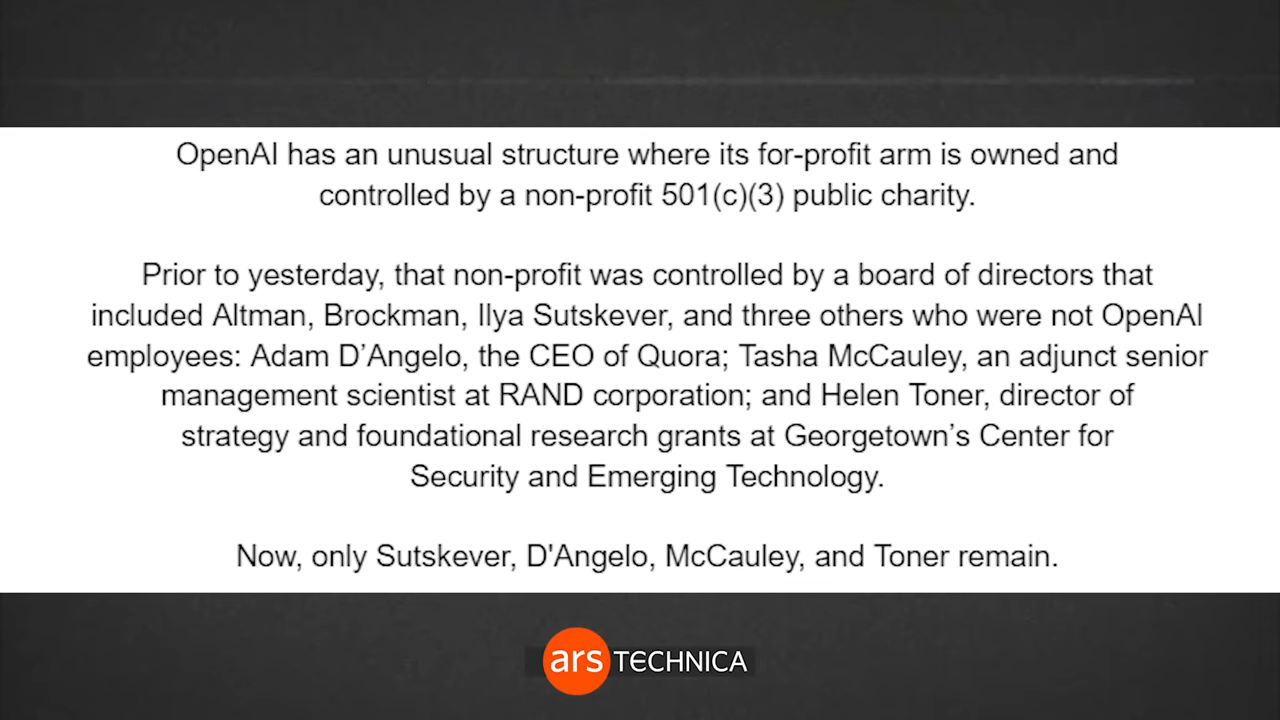 OpenAI has an unusual structure where its for-profit arm is owned and
controlled by a non-profit 501(c)(3) public charity.
Prior to yesterday, that non-profit was controlled by a board of directors that
included Altman, Brockman, Ilya Sutskever, and three others who were not OpenAI
employees: Adam D’Angelo, the CEO of Quora; Tasha McCauley, an adjunct senior
management scientist at RAND corporation; and Helen Toner, director of
strategy and foundational research grants at Georgetown’s Center for
Security and Emerging Technology.
Now, only Sutskever, D'Angelo, McCauley, and Toner remain.
ars TECHNICA